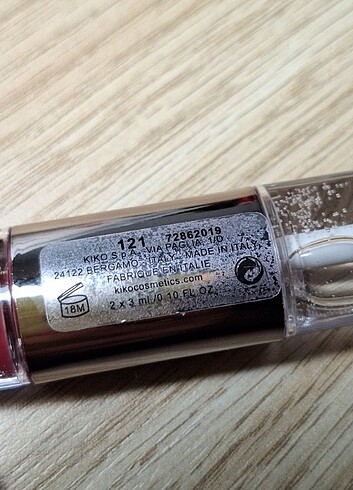 121 72862019
KIKO S.p.A. - VIA PAGLIA, 1/D
24122 BERGAMO - ITALY - MADE IN ITALY
FABRIQUÉ EN ITALIE
kikocosmetics.com
2 x 3 ml./0.10 FL.OZ.
18M